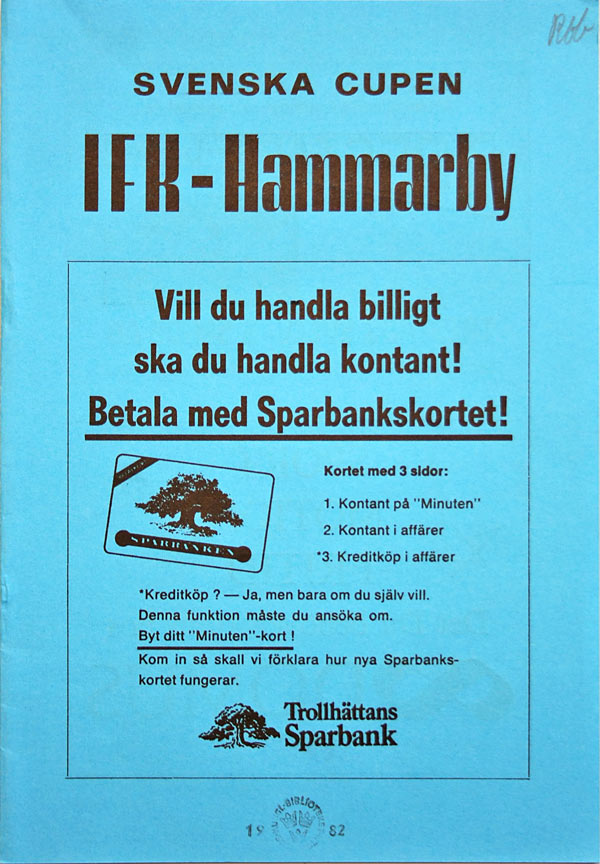 Rbb
SVENSKA CUPEN
IFK-Hammarby
Vill du handla billigt
ska du handla kontant!
Betala med Sparbankskortet!
SPARBANKEN
Kortet med 3 sidor:
1. Kontant på "Minuten"
2. Kontant i affärer
*3. Kreditköp i affärer
*Kreditköp ? — Ja, men bara om du själv vill.
Denna funktion måste du ansöka om.
Byt ditt "Minuten"-kort !
Kom in så skall vi förklara hur nya Sparbanks-
kortet fungerar.
Trollhättans
Sparbank
19 82